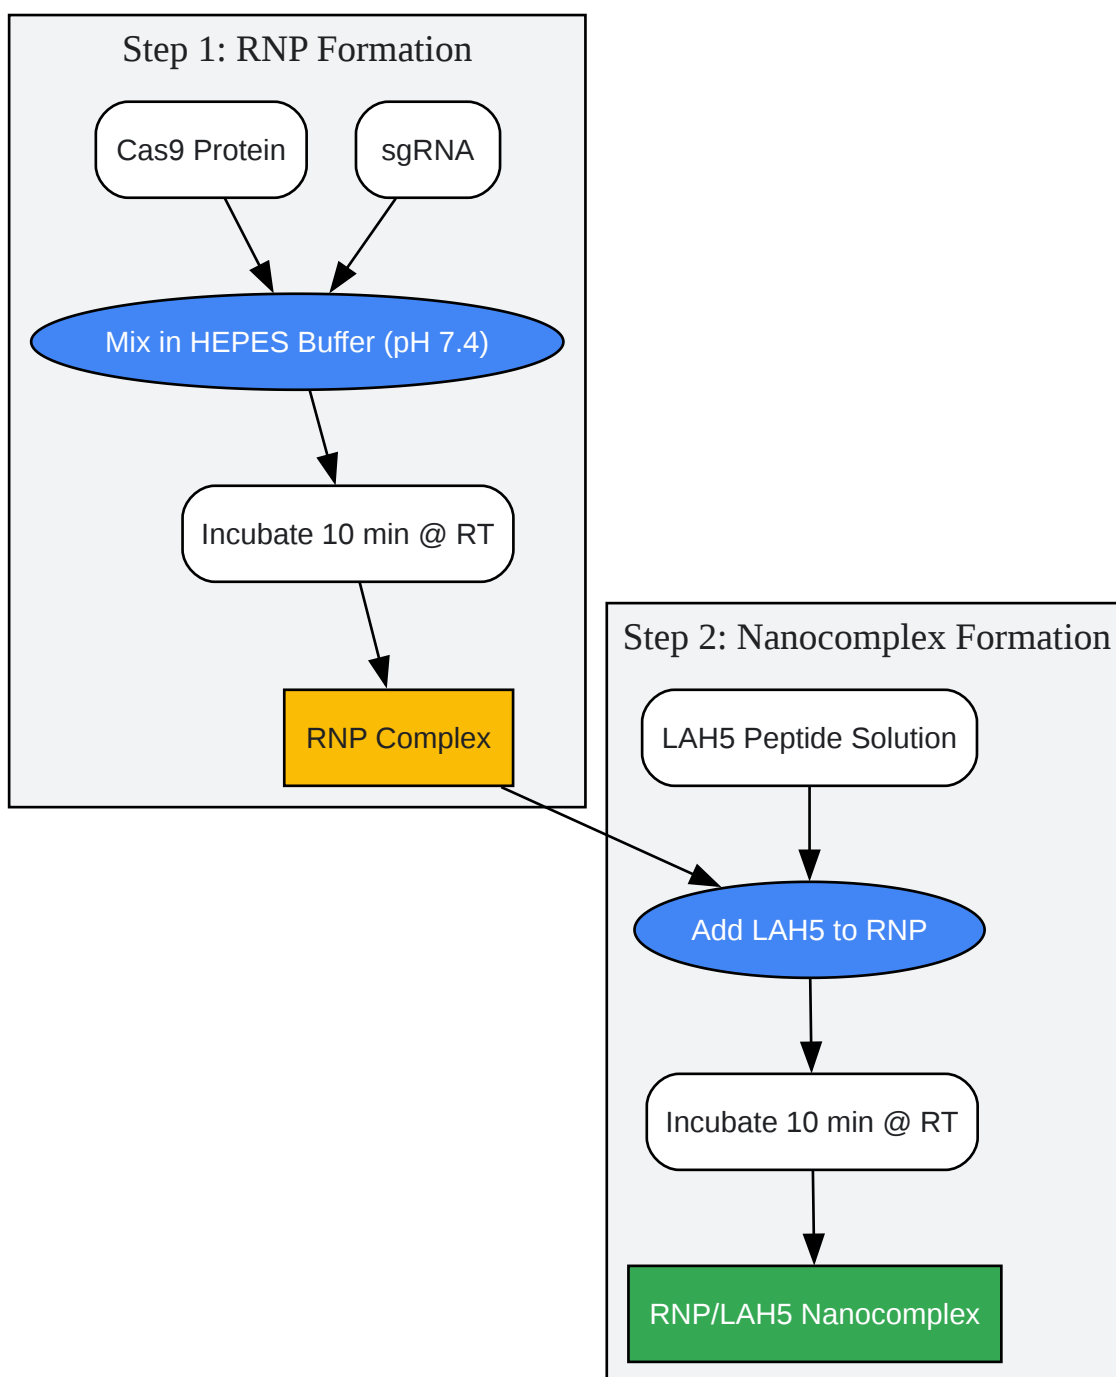 Step 1: RNP Formation
Cas9 Protein
sgRNA
Mix in HEPES Buffer (pH 7.4)
Incubate 10 min @ RT
RNP Complex
Step 2: Nanocomplex Formation
LAH5 Peptide Solution
Add LAH5 to RNP
Incubate 10 min @ RT
RNP/LAH5 Nanocomplex